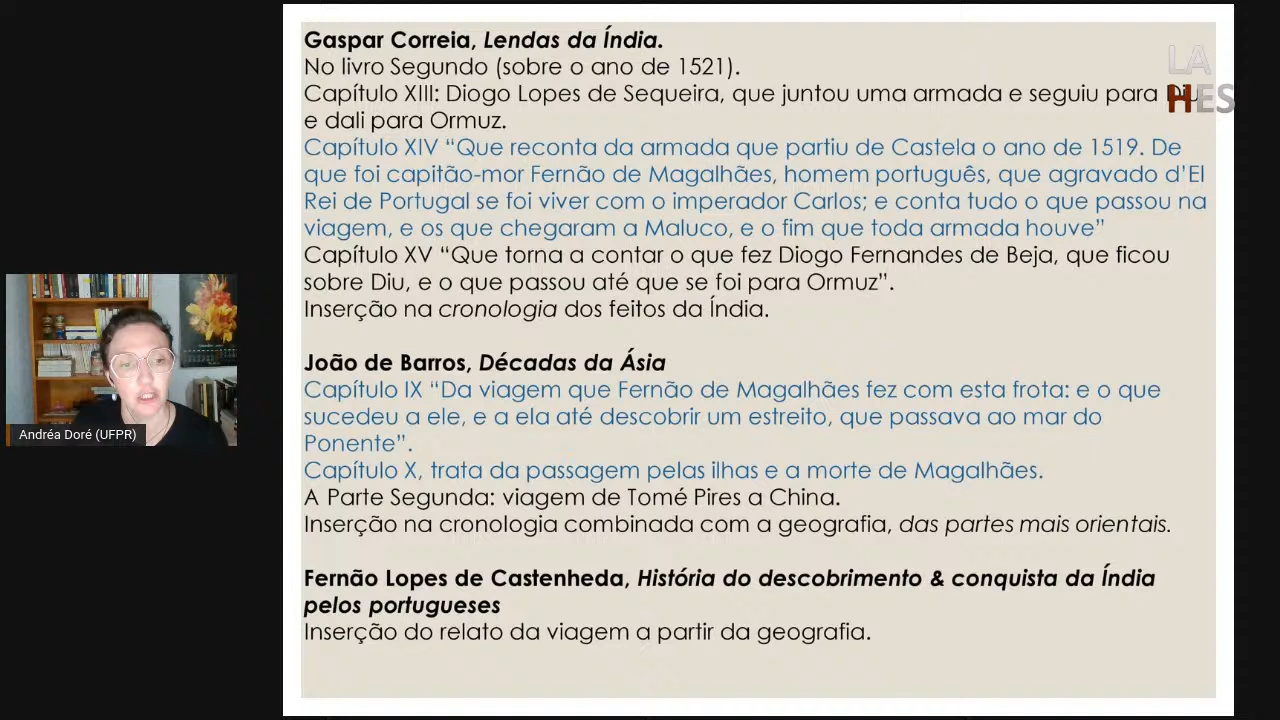 Gaspar Correia, Lendas da Índia.
No livro Segundo (sobre o ano de 1521).
Capítulo XIII: Diogo Lopes de Sequeira, que juntou uma armada e seguiu para Diu
e dali para Ormuz.
Capítulo XIV “Que reconta da armada que partiu de Castela o ano de 1519. De
que foi capitão-mor Fernão de Magalhães, homem português, que agravado d’El
Rei de Portugal se foi viver com o imperador Carlos; e conta tudo o que passou na
viagem, e os que chegaram a Maluco, e o fim que toda armada houve”
Capítulo XV “Que torna a contar o que fez Diogo Fernandes de Beja, que ficou
sobre Diu, e o que passou até que se foi para Ormuz”.
Inserção na cronologia dos feitos da Índia.
João de Barros, Décadas da Ásia
Capítulo IX “Da viagem que Fernão de Magalhães fez com esta frota: e o que
sucedeu a ele, e a ela até descobrir um estreito, que passava ao mar do
Ponente”.
Capítulo X, trata da passagem pelas ilhas e a morte de Magalhães.
A Parte Segunda: viagem de Tomé Pires a China.
Inserção na cronologia combinada com a geografia, das partes mais orientais.
Fernão Lopes de Castenheda, História do descobrimento & conquista da Índia
pelos portugueses
Inserção do relato da viagem a partir da geografia.
LA
HES
Andréa Doré (UFPR)